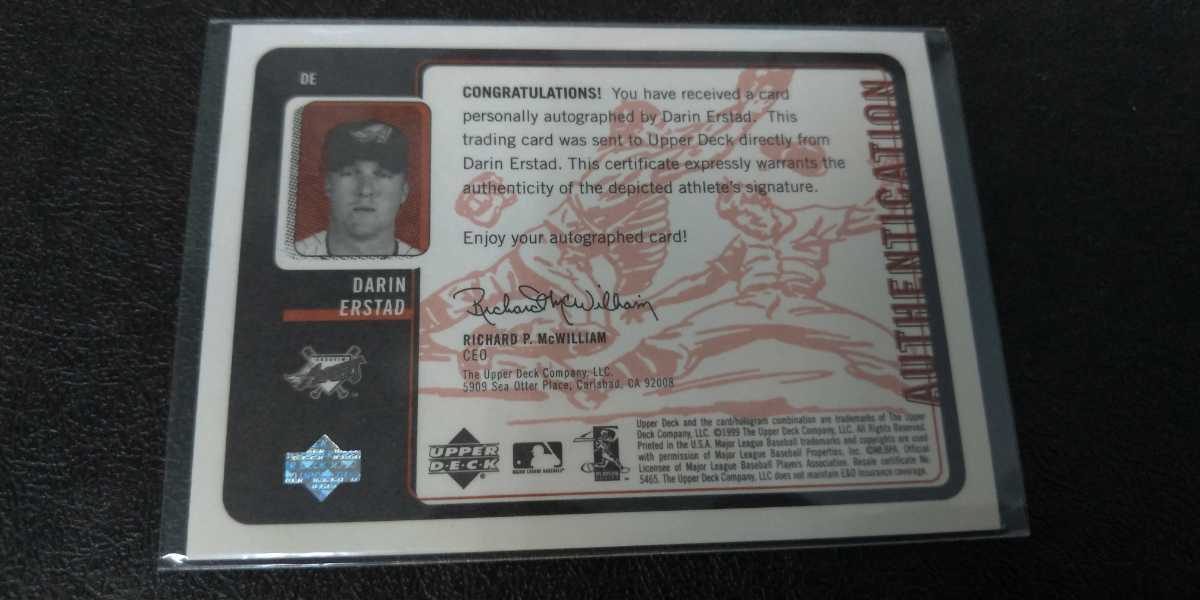 DE
DARIN
ERSTAD
CONGRATULATIONS! You have received a card
personally autographed by Darin Erstad. This
trading card was sent to Upper Deck directly from
Darin Erstad. This certificate expressly warrants the
authenticity of the depicted athlete's signature.
Enjoy your autographed card!
Richard P. McWilliam
RICHARD P. McWILLIAM
CEO
The Upper Deck Company, LLC.
5909 Sea Otter Place, Carlsbad, CA 92008
AUTHENTICATION
UPPER
DECK
MAJOR LEAGUE BASEBALL
Upper Deck and the card/hologram combination are trademarks of The Upper
Deck Company, LLC. ©1999 The Upper Deck Company, LLC. All Rights Reserved.
Printed in the U.S.A. Major League Baseball trademarks and copyrights are used
with permission of Major League Baseball Properties, Inc. ©MLBPA, Official
Licensee of Major League Baseball Players Association. Resale certificate No.
5465. The Upper Deck Company, LLC does not maintain E&O insurance coverage.